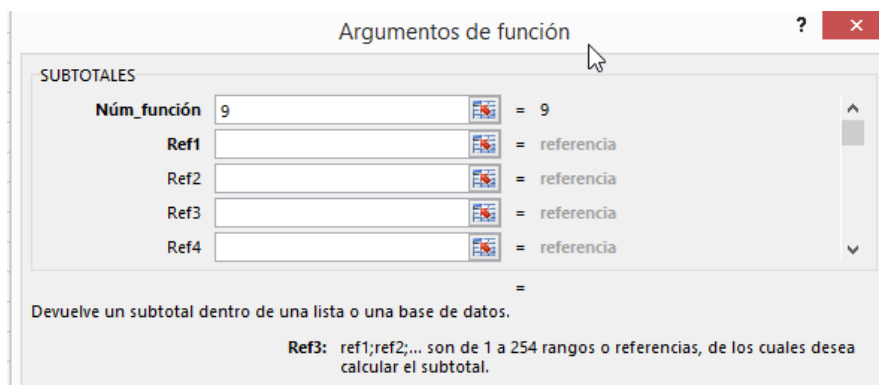 Argumentos de función ? ×
SUBTOTALES
Núm_función 9 = 9
Ref1 = referencia
Ref2 = referencia
Ref3 = referencia
Ref4 = referencia
=
Devuelve un subtotal dentro de una lista o una base de datos.
Ref3: ref1;ref2;... son de 1 a 254 rangos o referencias, de los cuales desea
calcular el subtotal.